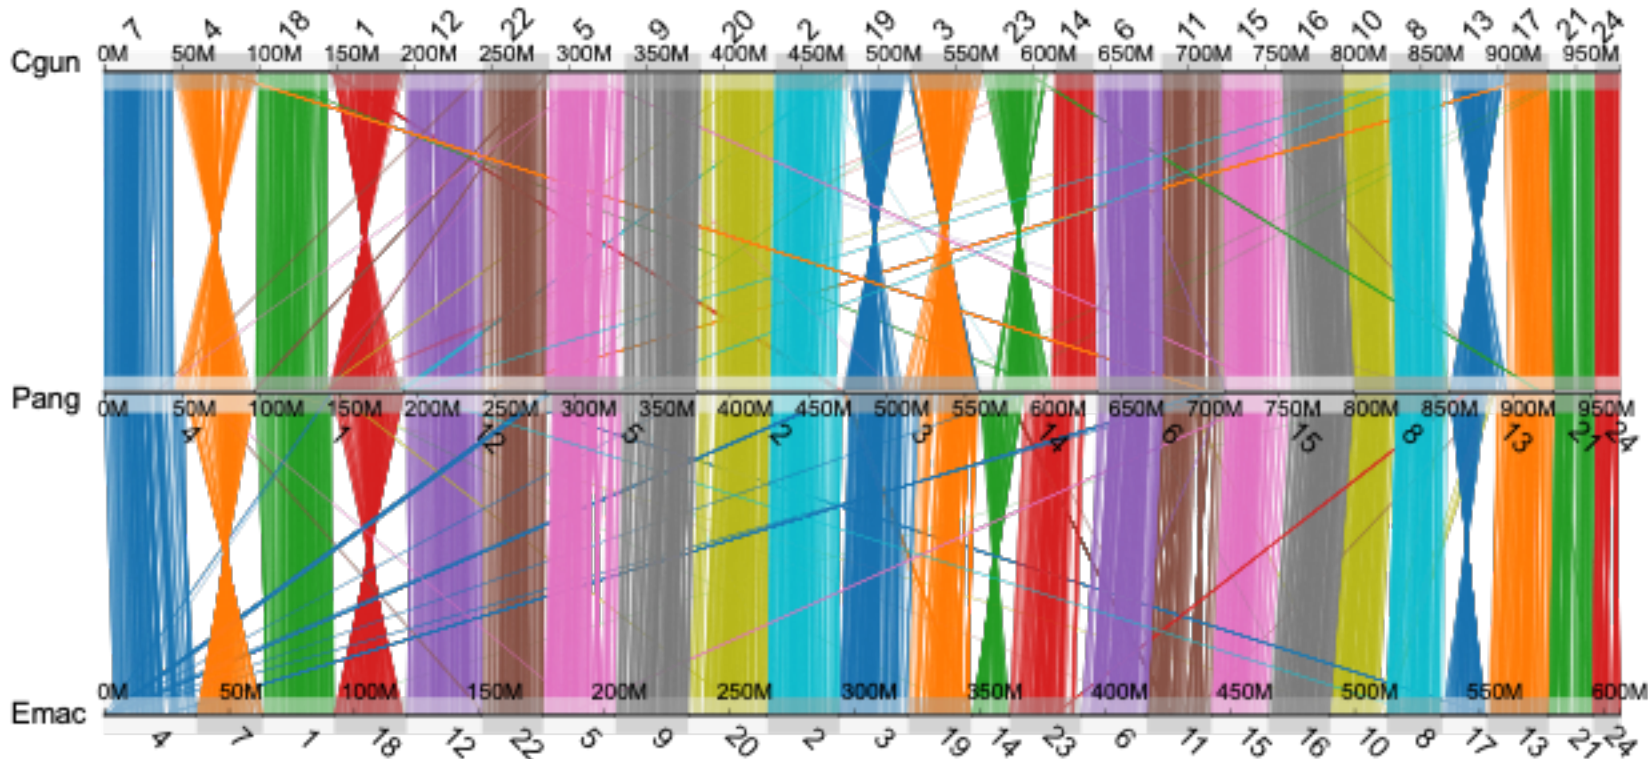 7 4 18 1 12 22 5 9 20 2 19 3 23 14 6 11 15 16 10 8 13 17 21 24
0M 50M 100M 150M 200M 250M 300M 350M 400M 450M 500M 550M 600M 650M 700M 750M 800M 850M 900M 950M
Cgun
Pang
0M 50M 100M 150M 200M 250M 300M 350M 400M 450M 500M 550M 600M 650M 700M 750M 800M 850M 900M 950M
4 1 12 5 2 3 14 6 15 8 13 21 24
0M 50M 100M 150M 200M 250M 300M 350M 400M 450M 500M 550M 600M
Emac
4 7 1 18 12 22 5 9 20 2 3 19 14 23 6 11 15 16 10 8 17 13 21 24